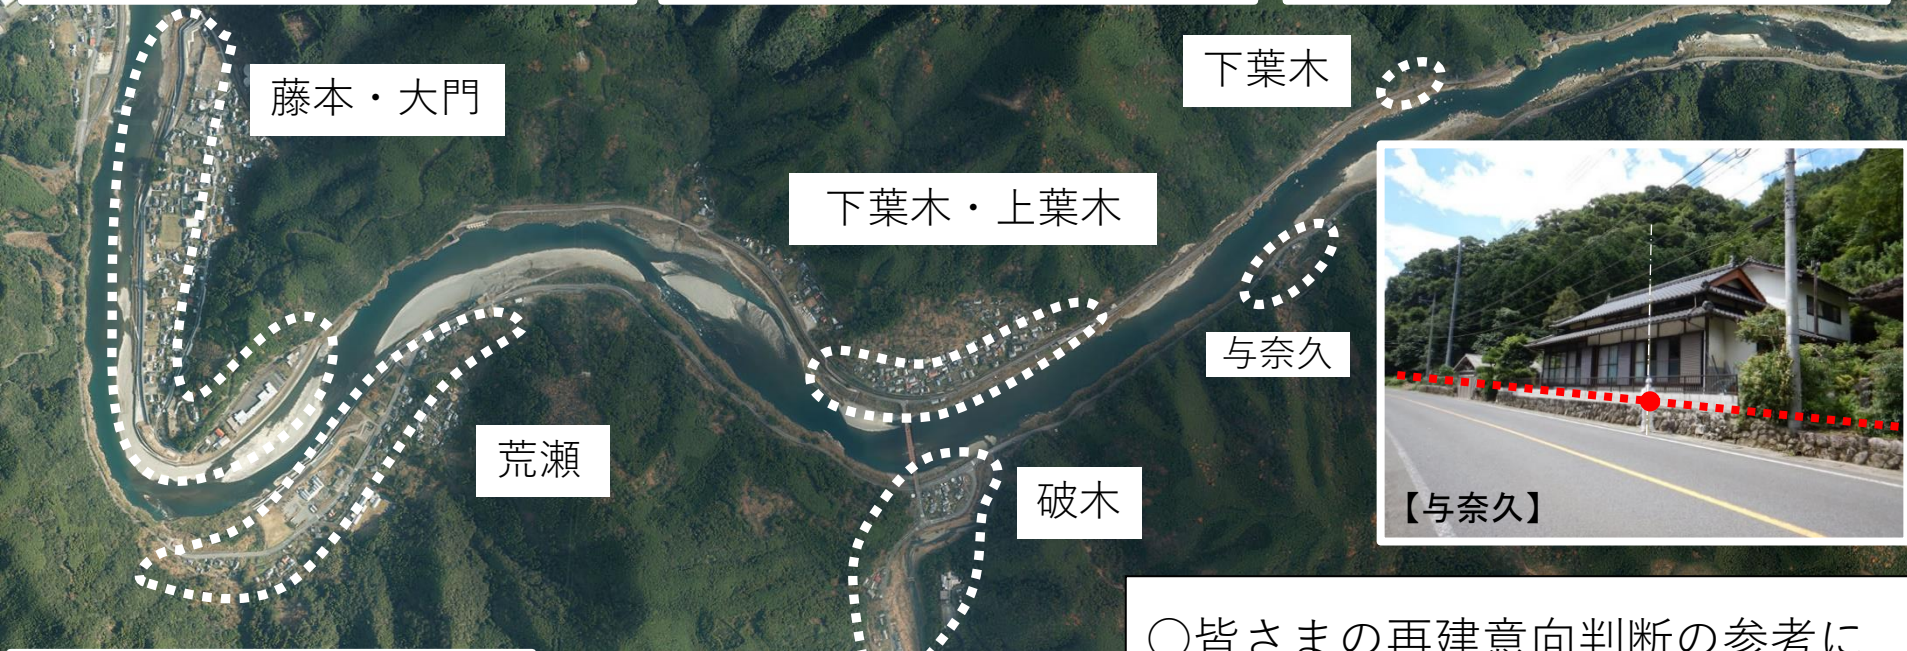 下葉木
藤本・大門
下葉木・上葉木
与奈久
荒瀬
破木
【与奈久】
○皆さまの再建意向判断の参考に